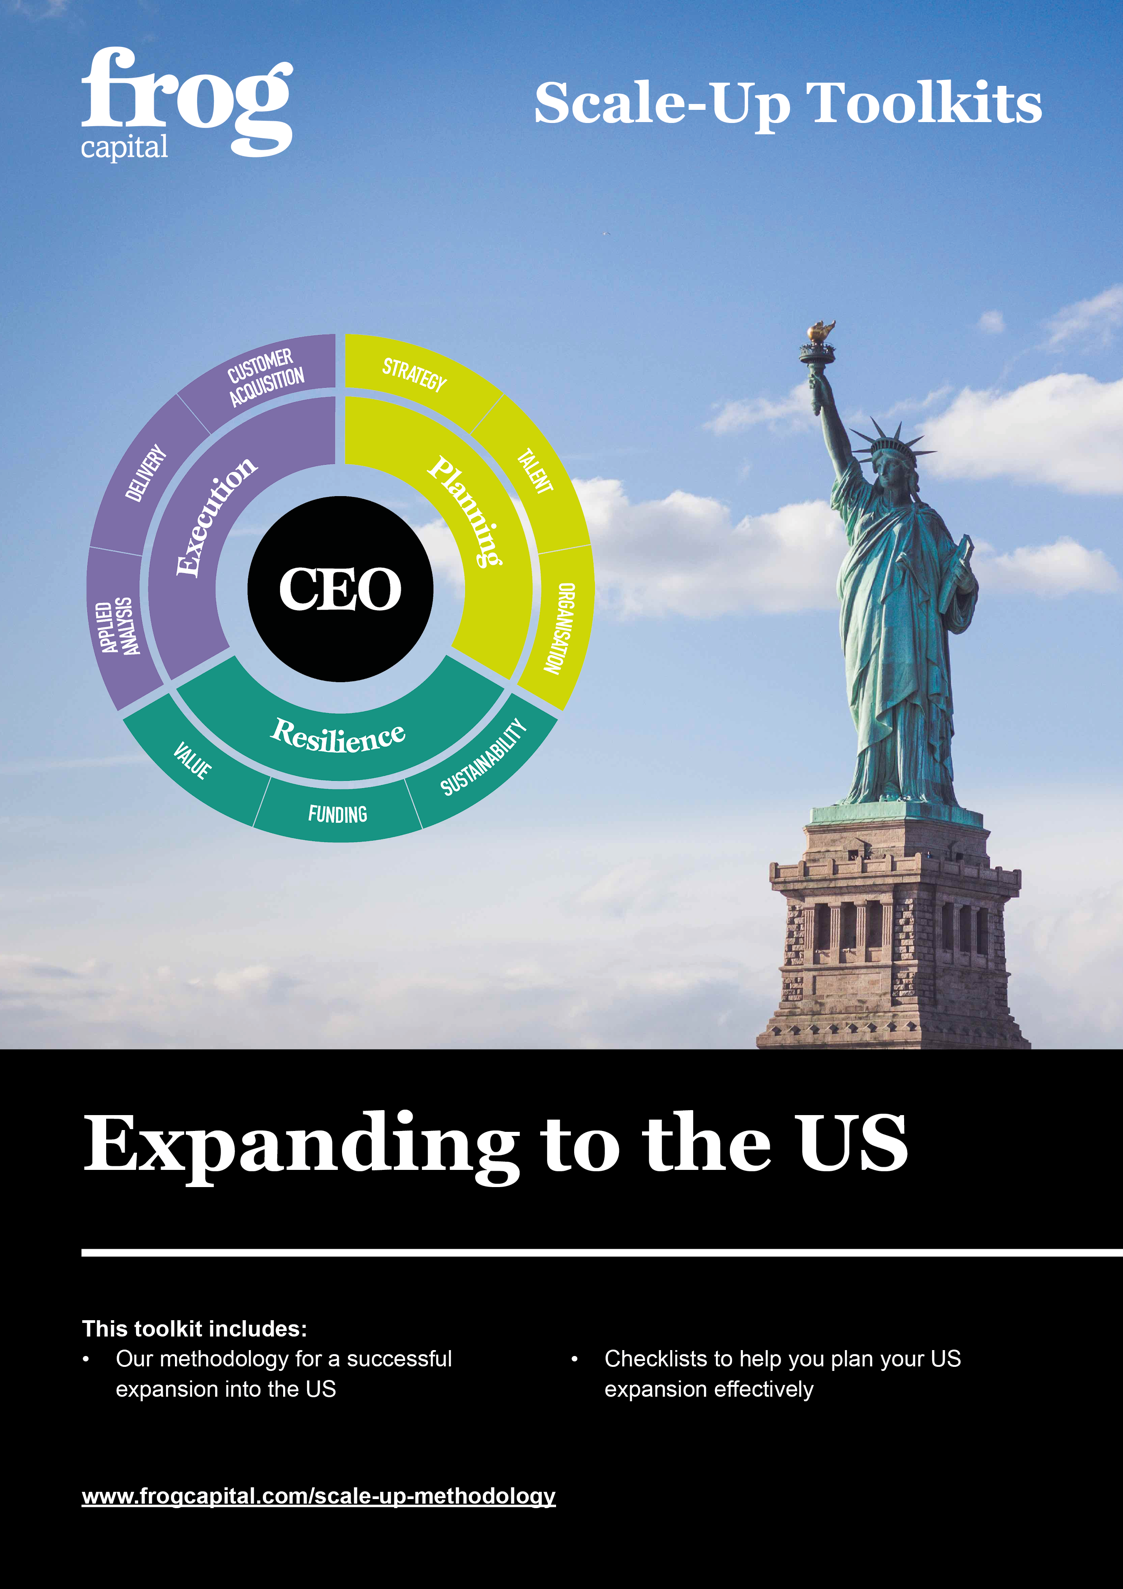 frog
capital
Scale-Up Toolkits
CUSTOMER
ACQUISITION
STRATEGY
DELIVERY
TALENT
Execution
Planning
CEO
APPLIED
ANALYSIS
ORGANISATION
Resilience
VALUE
FUNDING
SUSTAINABILITY
Expanding to the US
This toolkit includes:
• Our methodology for a successful
expansion into the US
• Checklists to help you plan your US
expansion effectively
www.frogcapital.com/scale-up-methodology